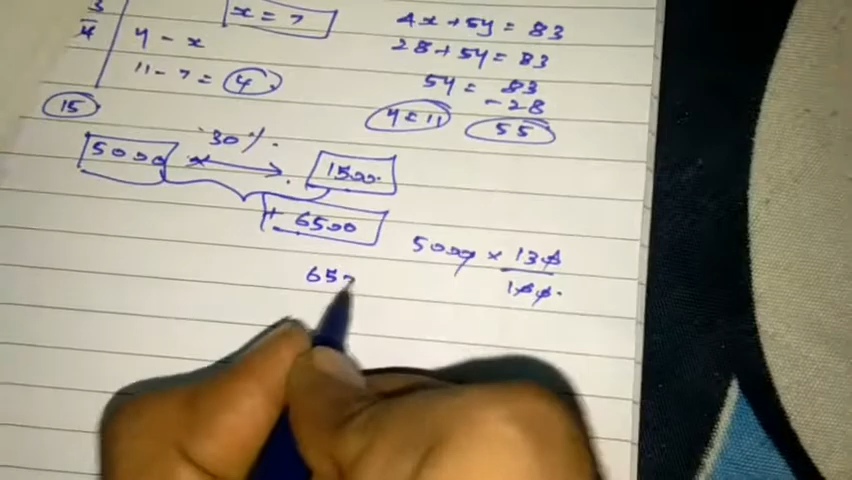 3
4
x = 7
4x + 5y = 83
y - x
28 + 5y = 83
11 - 7 = 4
5y = 83
- 28
y = 11
55
15
30%.
5000 × 1500
+ 6500
5000 × 130
100
650